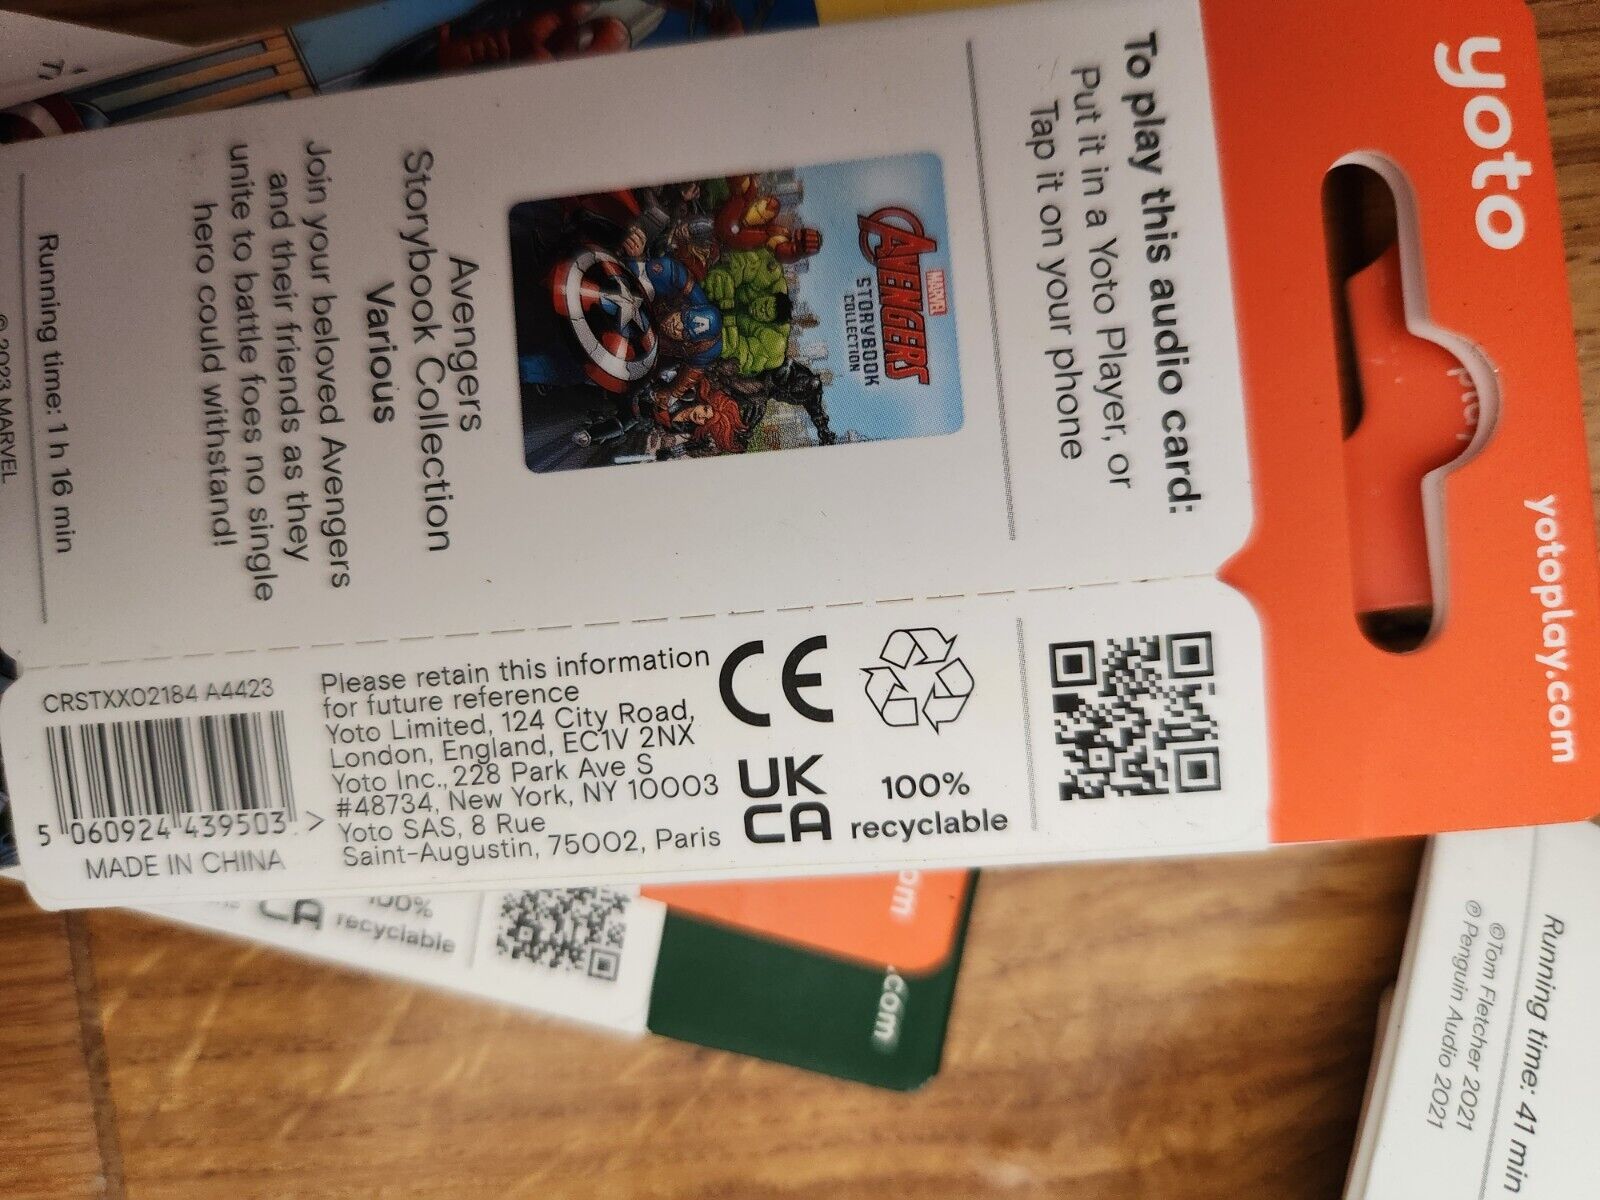 yoto
yotoplay.com
To play this audio card:
Put it in a Yoto Player, or
Tap it on your phone
MARVEL
AVENGERS
STORYBOOK
COLLECTION
Avengers
Storybook Collection
Various
Join your beloved Avengers
and their friends as they
unite to battle foes no single
hero could withstand!
Running time: 1 h 16 min
© 2023 MARVEL
100%
recyclable
CE
UK
CA
Please retain this information
for future reference
Yoto Limited, 124 City Road,
London, England, EC1V 2NX
Yoto Inc., 228 Park Ave S
#48734, New York, NY 10003
Yoto SAS, 8 Rue
Saint-Augustin, 75002, Paris
CRSTXX02184 A4423
5 060924 439503 >
MADE IN CHINA
CA
100%
recyclable
om
.com
Running time: 41 min
©Tom Fletcher 2021
©Penguin Audio 2021